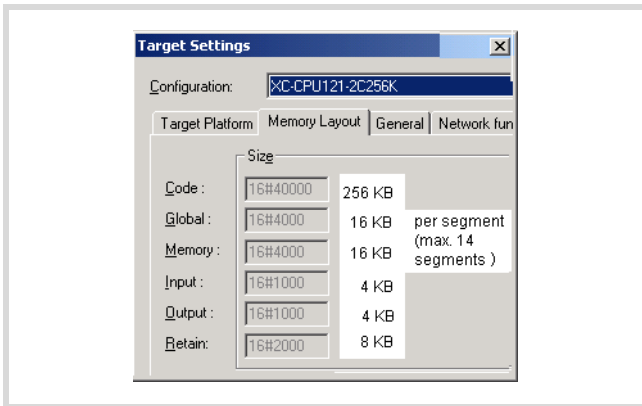 Target Settings
Configuration: XC-CPU121-2C256K
Target Platform Memory Layout General Network fun
Size
Code : 16#40000 256 KB
Global : 16#4000 16 KB per segment
(max. 14
Memory : 16#4000 16 KB segments )
Input : 16#1000 4 KB
Output : 16#1000 4 KB
Retain: 16#2000 8 KB